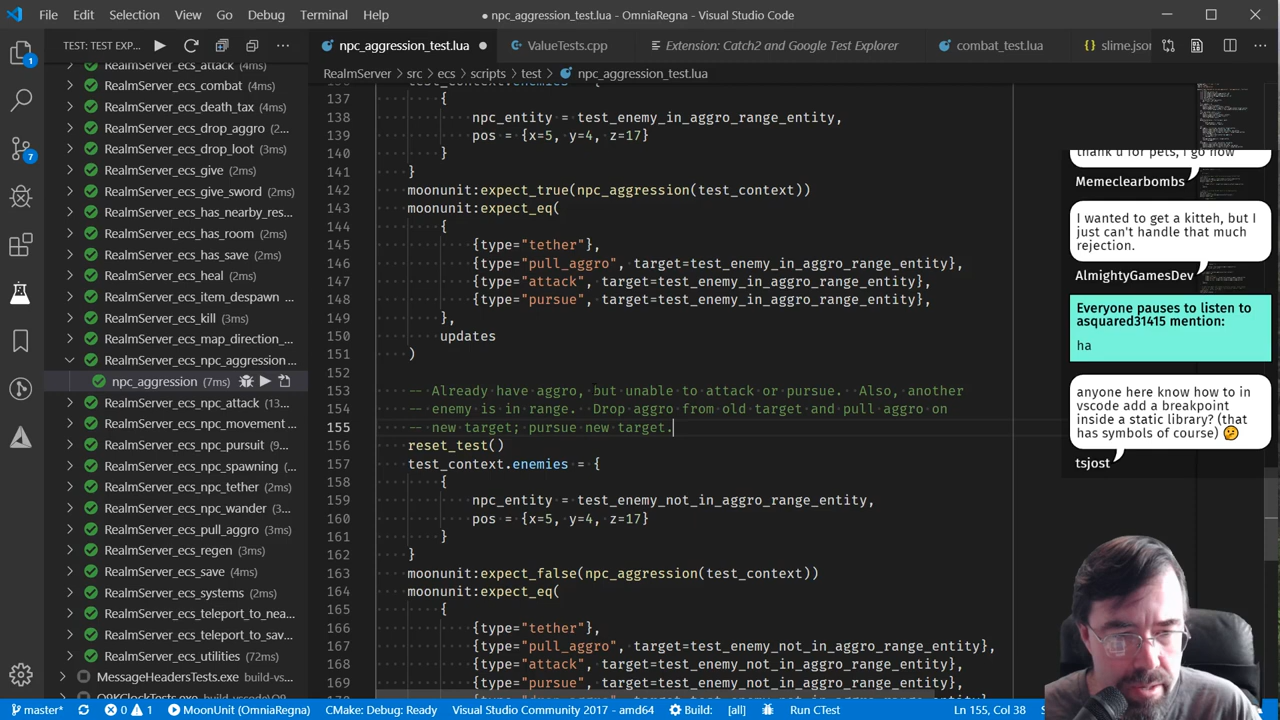 File Edit Selection View Go Debug Terminal Help
● npc_aggression_test.lua - OmniaRegna - Visual Studio Code
TEST: TEST EXP...
npc_aggression_test.lua ●
ValueTests.cpp
Extension: Catch2 and Google Test Explorer
combat_test.lua
slime.json
RealmServer > src > ecs > scripts > test > npc_aggression_test.lua
RealmServer_ecs_attack (4ms)
RealmServer_ecs_combat (2ms)
RealmServer_ecs_death_tax (4ms)
RealmServer_ecs_drop_aggro (2...
RealmServer_ecs_drop_loot (3ms)
RealmServer_ecs_give (2ms)
RealmServer_ecs_give_sword (2ms)
RealmServer_ecs_has_nearby_res...
RealmServer_ecs_has_room (2ms)
RealmServer_ecs_has_save (2ms)
RealmServer_ecs_heal (2ms)
RealmServer_ecs_item_despawn ...
RealmServer_ecs_kill (3ms)
RealmServer_ecs_map_direction_...
RealmServer_ecs_npc_aggression ...
npc_aggression (7ms)
RealmServer_ecs_npc_attack (13...
RealmServer_ecs_npc_movement ...
RealmServer_ecs_npc_pursuit (4...
RealmServer_ecs_npc_spawning (...
RealmServer_ecs_npc_tether (2ms)
RealmServer_ecs_npc_wander (3...
RealmServer_ecs_pull_aggro (2ms)
RealmServer_ecs_regen (3ms)
RealmServer_ecs_save (4ms)
RealmServer_ecs_systems (2ms)
RealmServer_ecs_teleport_to_nea...
RealmServer_ecs_teleport_to_sav...
RealmServer_ecs_utilities (72ms)
MessageHeadersTests.exe build-vs...
137 {
138 npc_entity = test_enemy_in_aggro_range_entity,
139 pos = {x=5, y=4, z=17}
140 }
141 }
142 moonunit:expect_true(npc_aggression(test_context))
143 moonunit:expect_eq(
144 {
145 {type="tether"},
146 {type="pull_aggro", target=test_enemy_in_aggro_range_entity},
147 {type="attack", target=test_enemy_in_aggro_range_entity},
148 {type="pursue", target=test_enemy_in_aggro_range_entity},
149 },
150 updates
151 )
152
153 -- Already have aggro, but unable to attack or pursue.  Also, another
154 -- enemy is in range.  Drop aggro from old target and pull aggro on
155 -- new target; pursue new target.
156 reset_test()
157 test_context.enemies = {
158 {
159 npc_entity = test_enemy_not_in_aggro_range_entity,
160 pos = {x=5, y=4, z=17}
161 }
162 }
163 moonunit:expect_false(npc_aggression(test_context))
164 moonunit:expect_eq(
165 {
166 {type="tether"},
167 {type="pull_aggro", target=test_enemy_not_in_aggro_range_entity},
168 {type="attack", target=test_enemy_not_in_aggro_range_entity},
169 {type="pursue", target=test_enemy_not_in_aggro_range_entity},
thank u for pets, i go now
Memeclearbombs
I wanted to get a kitteh, but I
just can't handle that much
rejection.
AlmightyGamesDev
Everyone pauses to listen to
asquared31415 mention:
ha
anyone here know how to in
vscode add a breakpoint
inside a static library? (that
has symbols of course)
tsjost
1
7
master*
0 1
MoonUnit (OmniaRegna)
CMake: Debug: Ready
Visual Studio Community 2017 - amd64
Build:
[all]
Run CTest
Ln 155, Col 38